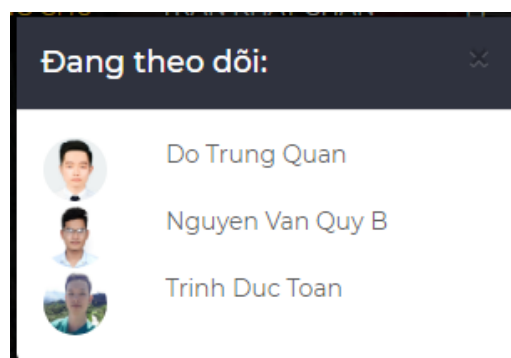 Đang theo dõi:
Do Trung Quan
Nguyen Van Quy B
Trinh Duc Toan